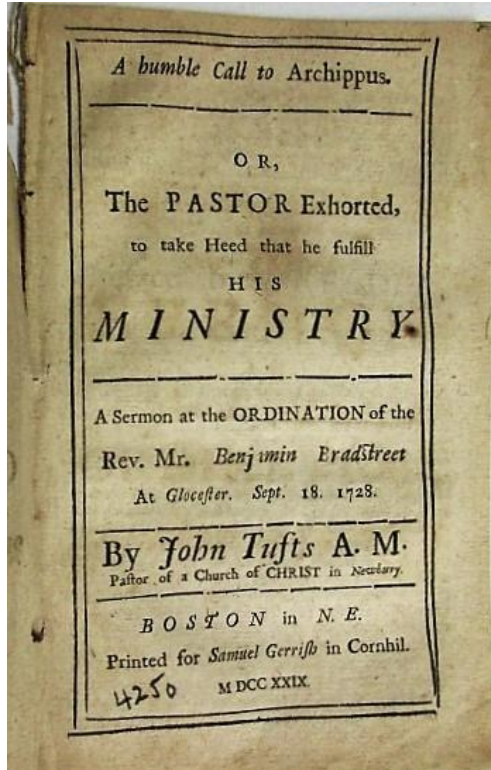 A humble Call to Archippus.
OR,
The PASTOR Exhorted,
to take Heed that he fulfill
HIS
MINISTRY
A Sermon at the ORDINATION of the
Rev. Mr. Benjamin Bradstreet
At Glocester. Sept. 18. 1728.
By John Tufts A. M.
Pastor of a Church of CHRIST in Newbury.
BOSTON in N. E.
Printed for Samuel Gerrish in Cornhil.
M DCC XXIX.
4250